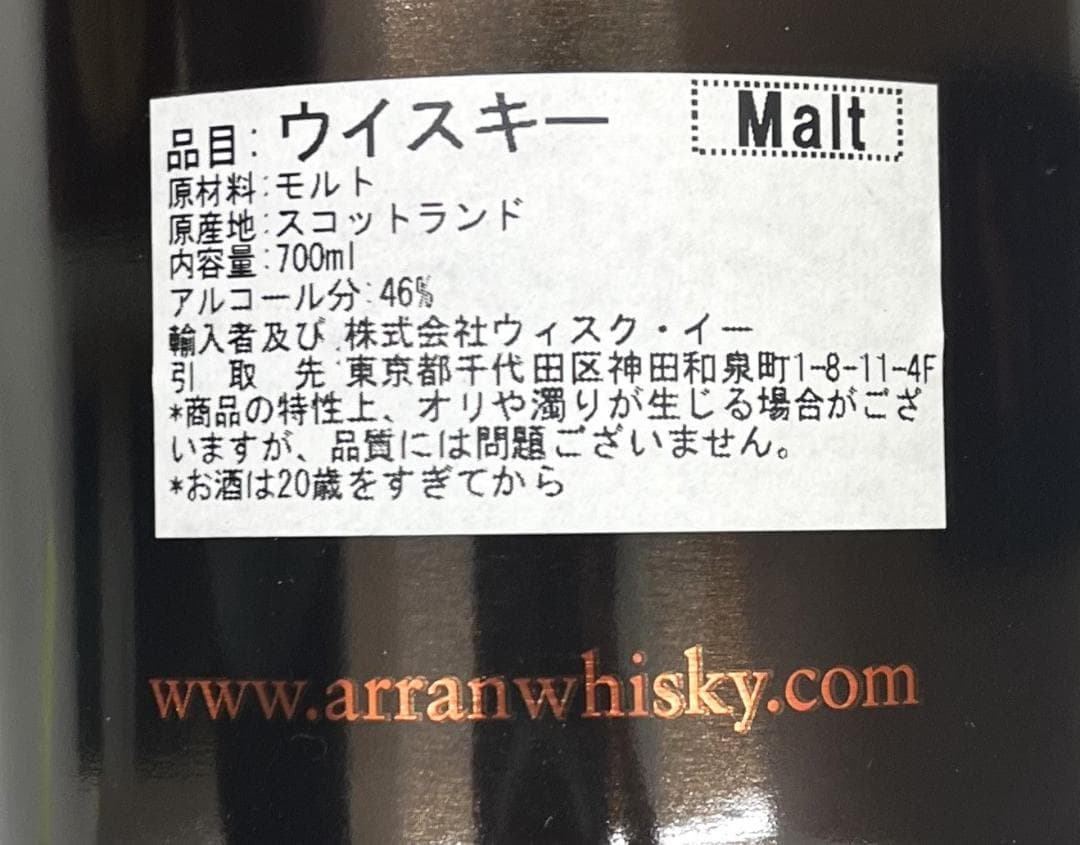 品目: ウイスキー Malt
原材料:モルト
原産地:スコットランド
内容量:700ml
アルコール分:46%
輸入者及び:株式会社ウィスク・イー
引 取 先:東京都千代田区神田和泉町1-8-11-4F
*商品の特性上、オリや濁りが生じる場合がござ
いますが、品質には問題ございません。
*お酒は20歳をすぎてから
www.arranwhisky.com